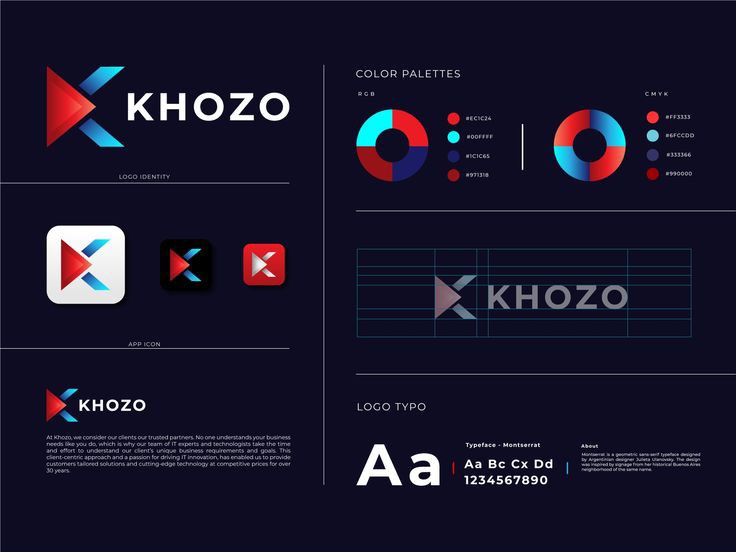 KHOZO
LOGO IDENTITY
APP ICON
KHOZO
At Khozo, we consider our clients our trusted partners. No one understands your business
needs like you do, which is why our team of IT experts and technologists take the time
and effort to understand our client's unique business requirements and goals. This
client-centric approach and a passion for driving IT innovation, has enabled us to provide
customers tailored solutions and cutting-edge technology at competitive prices for over
30 years.
COLOR PALETTES
RGB
#EC1C24
#00FFFF
#1C1C65
#971318
CMYK
#FF3333
#6FCCDD
#333366
#990000
KHOZO
LOGO TYPO
Aa
Typeface - Montserrat
Aa Bc Cx Dd
1234567890
About
Montserrat is a geometric sans-serif typeface designed
by Argentinian designer Julieta Ulanovsky. The design
was inspired by signage from her historical Buenos Aires
neighborhood of the same name.